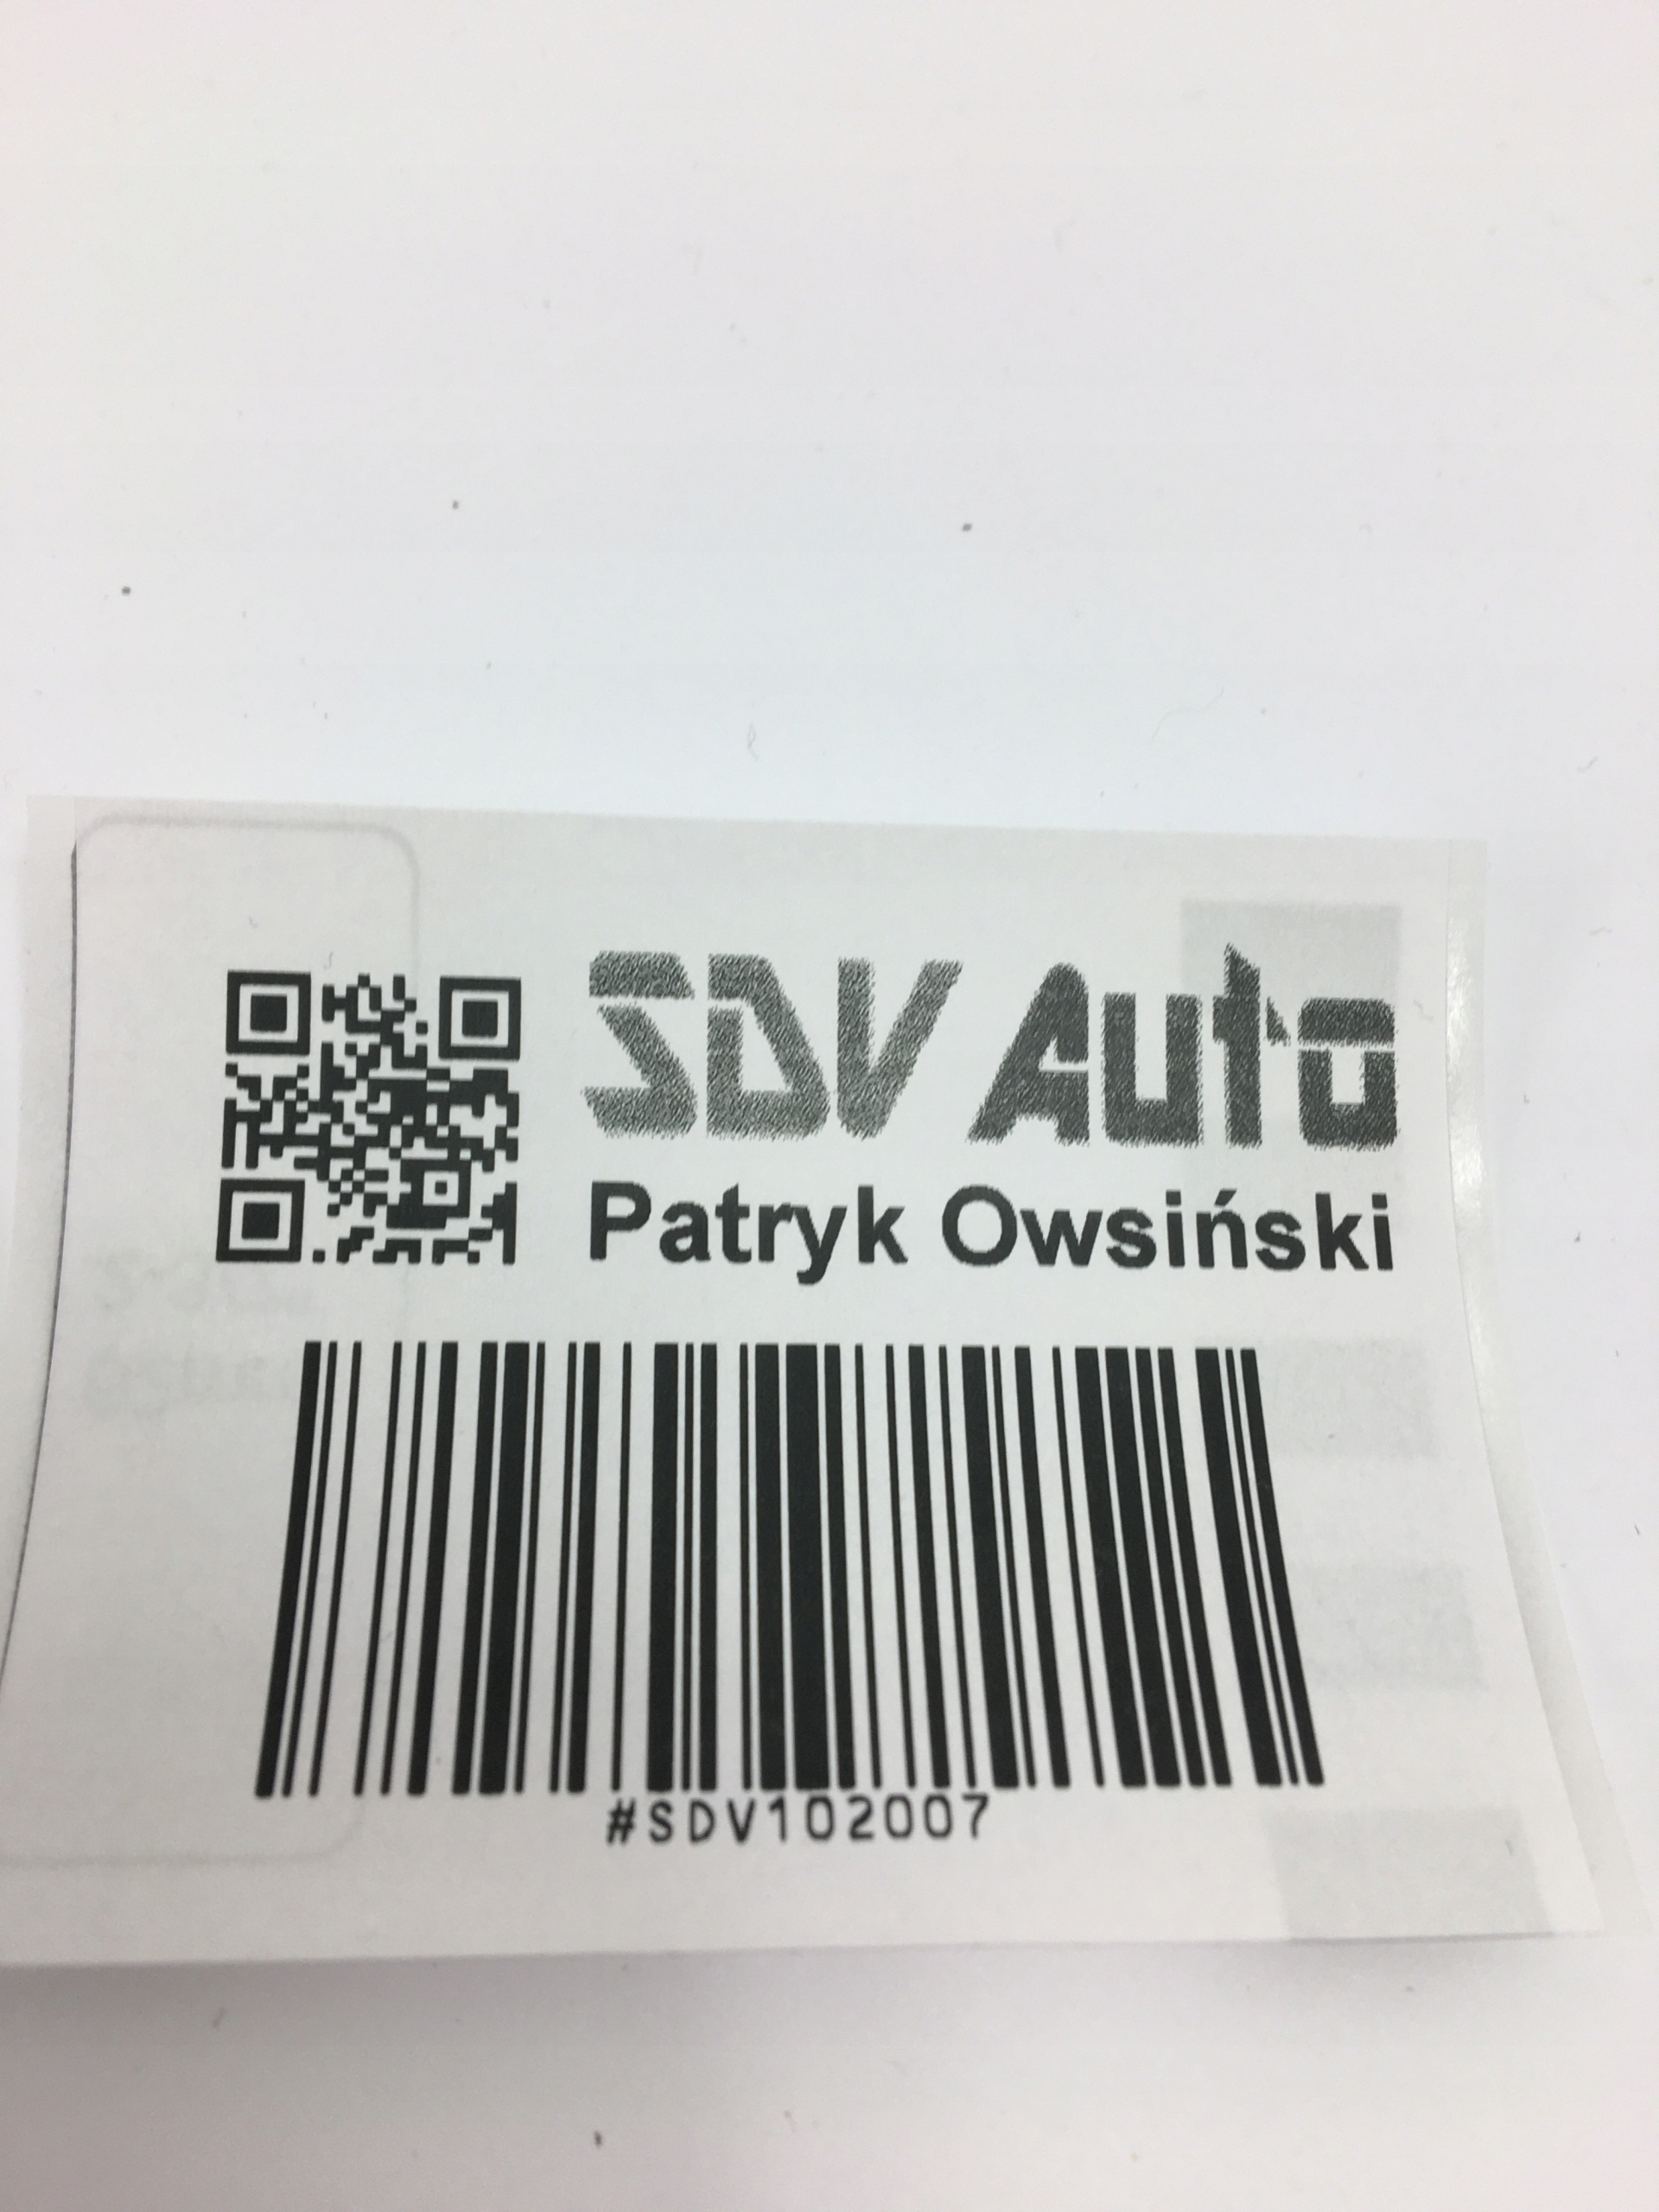 SDV Auto
Patryk Owsiński
#SDV102007